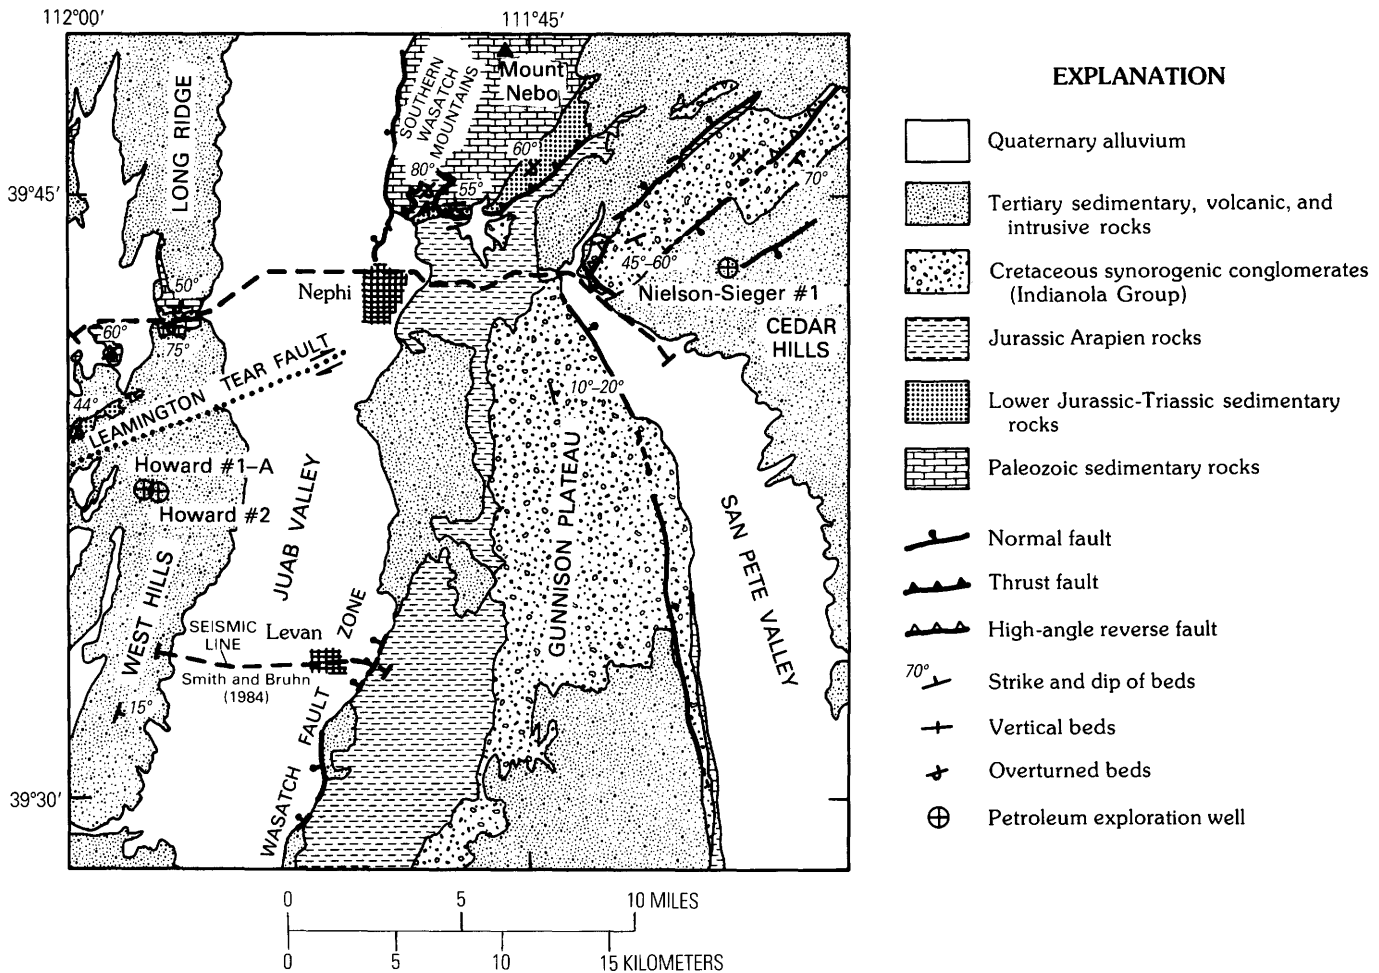 112°00′
111°45′
39°45′
39°30′
LONG RIDGE
SOUTHERN
WASATCH
MOUNTAINS
Mount
Nebo
60°
80°
55°
70°
45°–60°
Nielson-Sieger #1
CEDAR
HILLS
50°
Nephi
60°
75°
44°
LEAMINGTON TEAR FAULT
10°–20°
Howard #1–A
Howard #2
JUAB VALLEY
GUNNISON PLATEAU
SAN PETE VALLEY
WEST HILLS
SEISMIC
LINE
Levan
Smith and Bruhn
(1984)
15°
WASATCH FAULT ZONE
0 5 10 MILES
0 5 10 15 KILOMETERS
EXPLANATION
Quaternary alluvium
Tertiary sedimentary, volcanic, and
intrusive rocks
Cretaceous synorogenic conglomerates
(Indianola Group)
Jurassic Arapien rocks
Lower Jurassic-Triassic sedimentary
rocks
Paleozoic sedimentary rocks
Normal fault
Thrust fault
High-angle reverse fault
70°
Strike and dip of beds
Vertical beds
Overturned beds
Petroleum exploration well